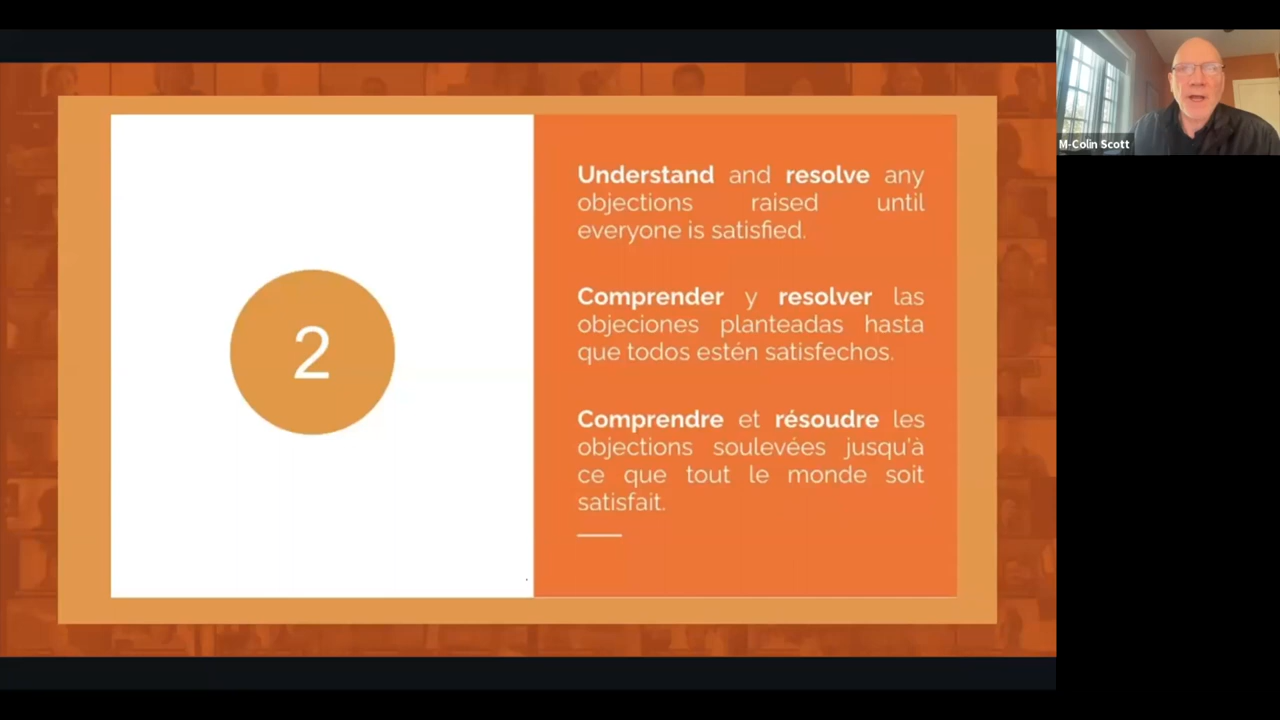 M-Colin Scott
2
Understand and resolve any
objections raised until
everyone is satisfied.
Comprender y resolver las
objeciones planteadas hasta
que todos estén satisfechos.
Comprendre et résoudre les
objections soulevées jusqu'à
ce que tout le monde soit
satisfait.